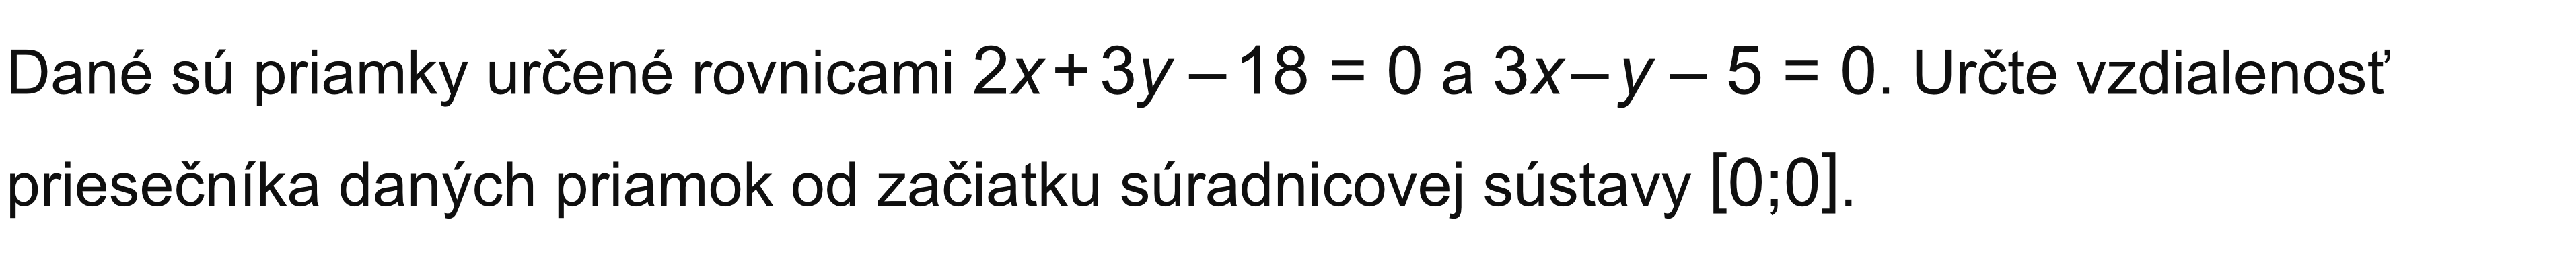 Dané sú priamky určené rovnicami 2x + 3y – 18 = 0 a 3x – y – 5 = 0. Určte vzdialenosť
priesečníka daných priamok od začiatku súradnicovej sústavy [0;0].